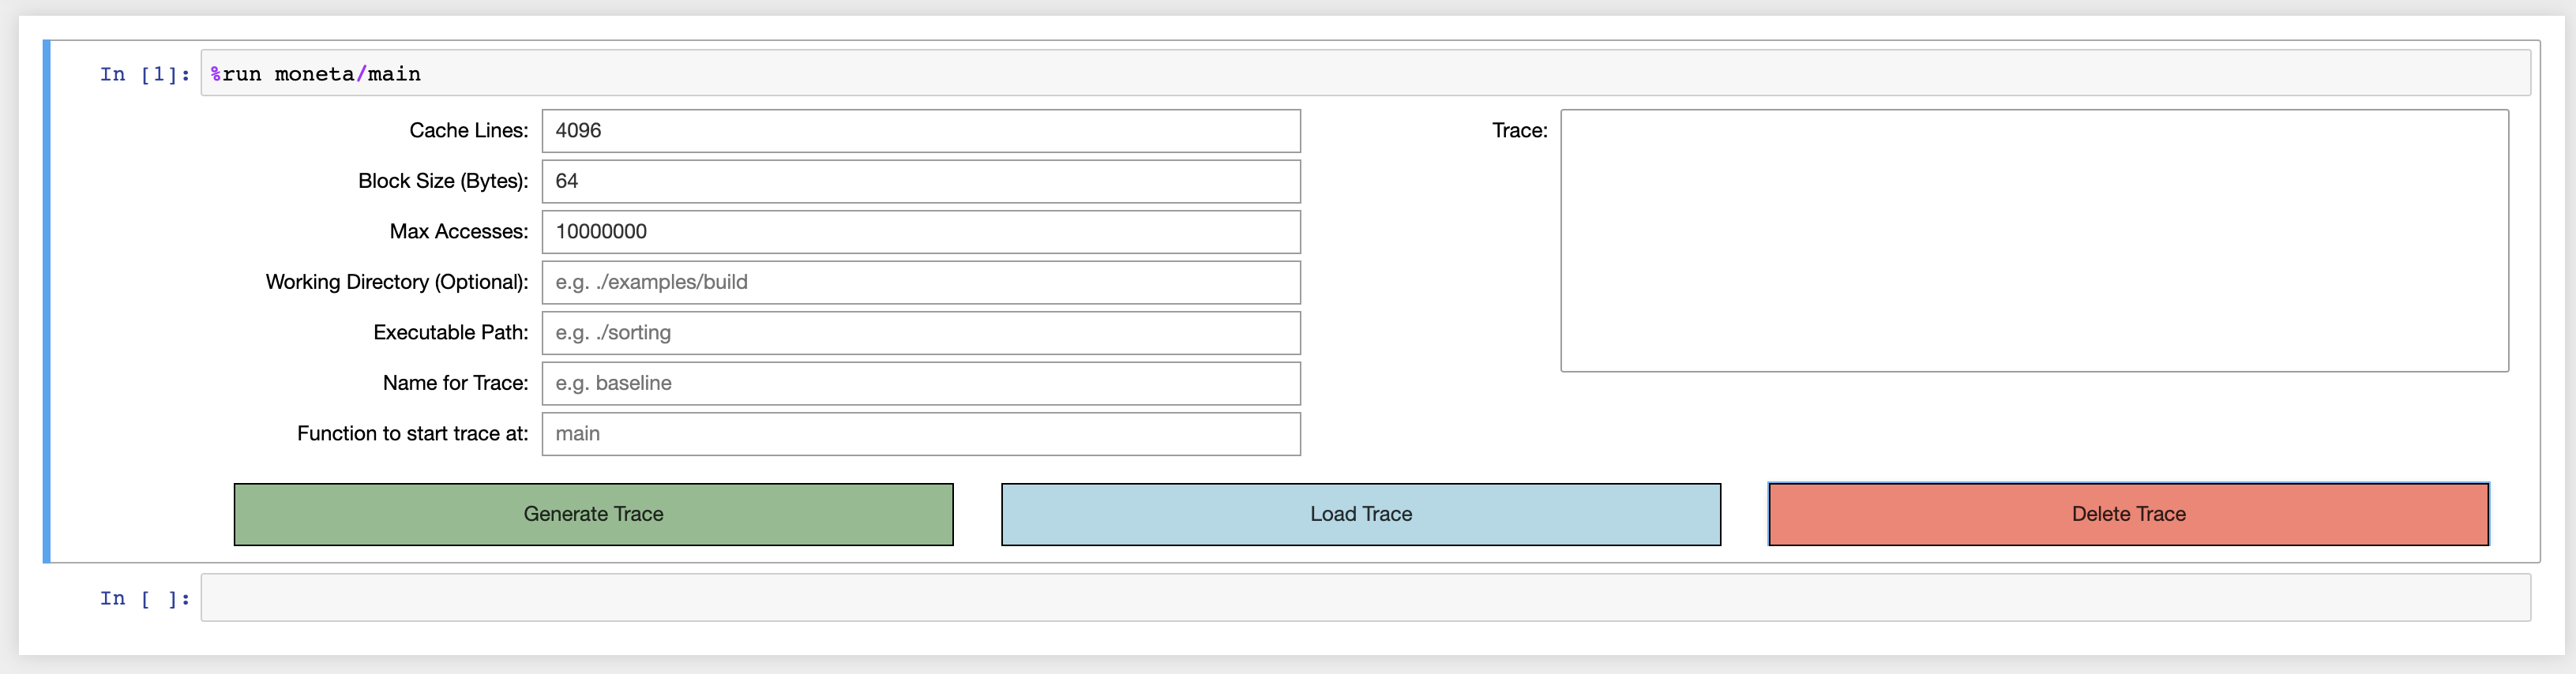 In [1]: %run moneta/main
Cache Lines: 4096
Trace:
Block Size (Bytes): 64
Max Accesses: 10000000
Working Directory (Optional): e.g. ./examples/build
Executable Path: e.g. ./sorting
Name for Trace: e.g. baseline
Function to start trace at: main
Generate Trace
Load Trace
Delete Trace
In [ ]: